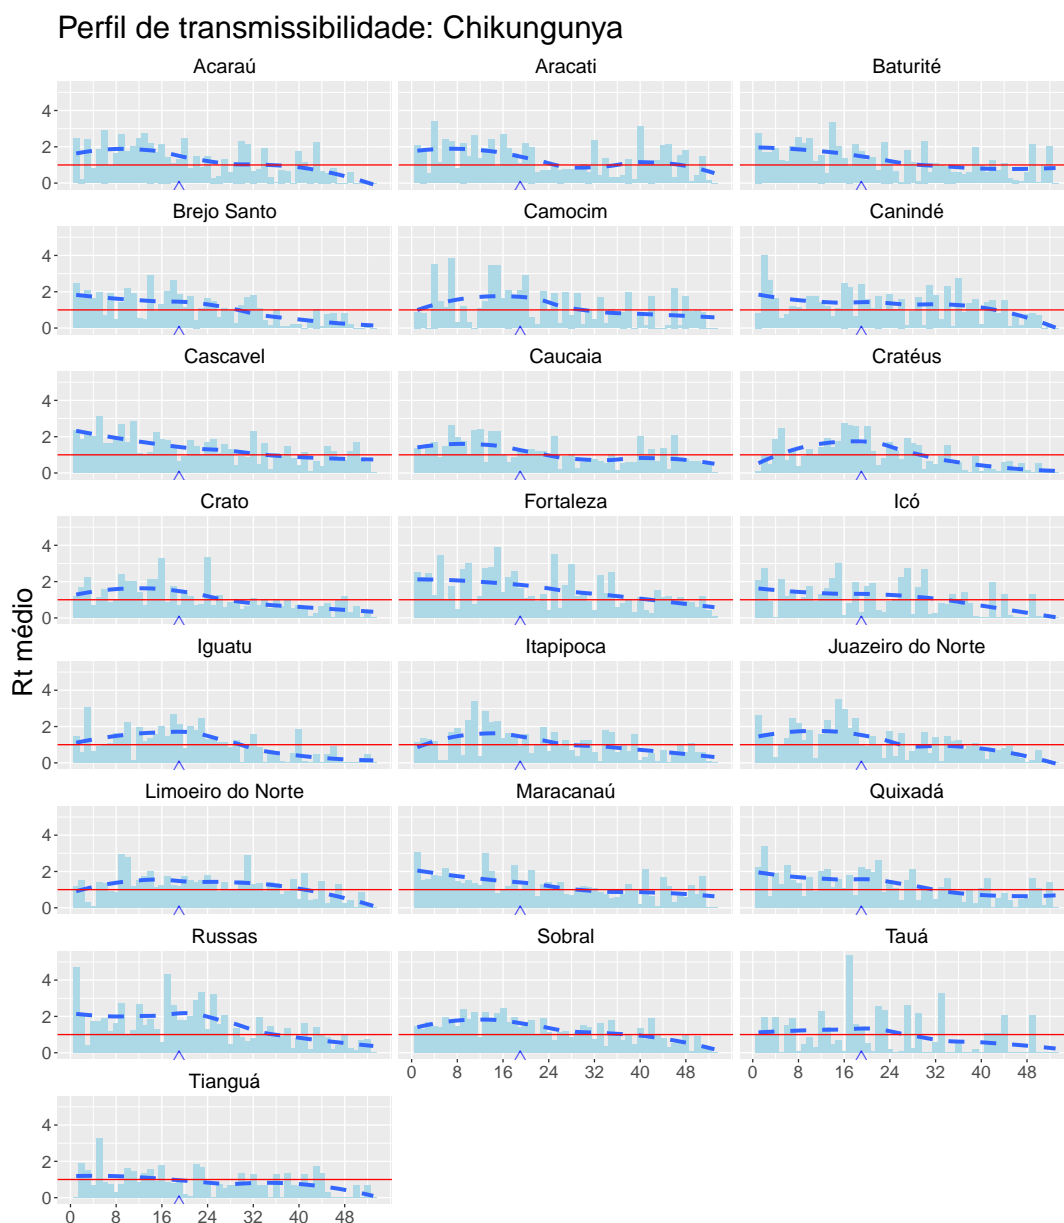 Perfil de transmissibilidade: Chikungunya
Acaraú Aracati Baturité
4
2
0
Brejo Santo Camocim Canindé
4
2
0
Cascavel Caucaia Cratéus
4
2
0
Crato Fortaleza Icó
4
2
0
Rt médio
Iguatu Itapipoca Juazeiro do Norte
4
2
0
Limoeiro do Norte Maracanaú Quixadá
4
2
0
Russas Sobral Tauá
4
2
0
0 8 16 24 32 40 48 0 8 16 24 32 40 48
Tianguá
4
2
0
0 8 16 24 32 40 48